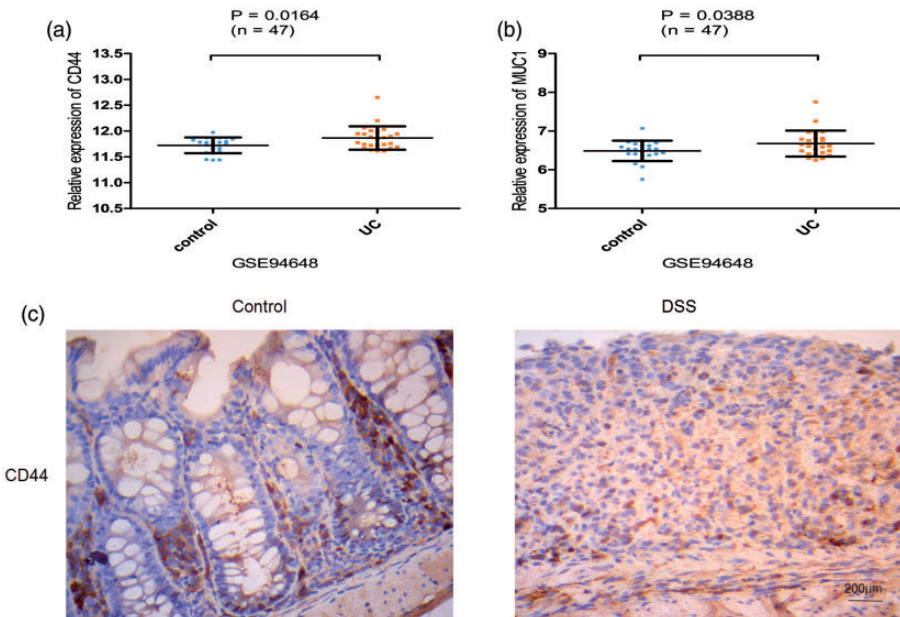 (a)
P = 0.0164
(n = 47)
Relative expression of CD44
13.5
13.0
12.5
12.0
11.5
11.0
10.5
control
UC
GSE94648
(b)
P = 0.0388
(n = 47)
Relative expression of MUC1
9
8
7
6
5
control
UC
GSE94648
(c)
Control
DSS
CD44
200μm